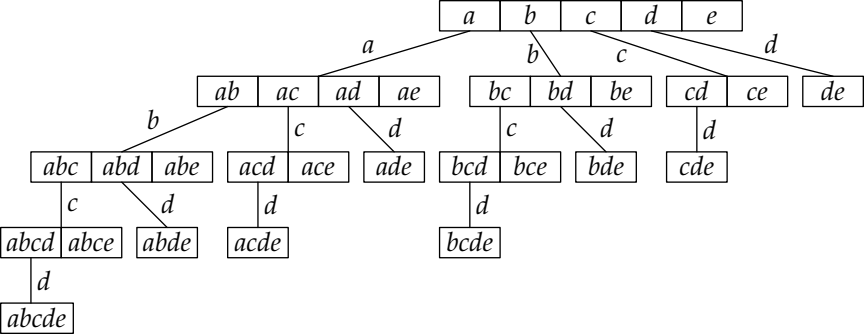 a b c d e
a b c d
ab ac ad ae bc bd be cd ce de
b c d c d d
abc abd abe acd ace ade bcd bce bde cde
c d d d
abcd abce abde acde bcde
d
abcde